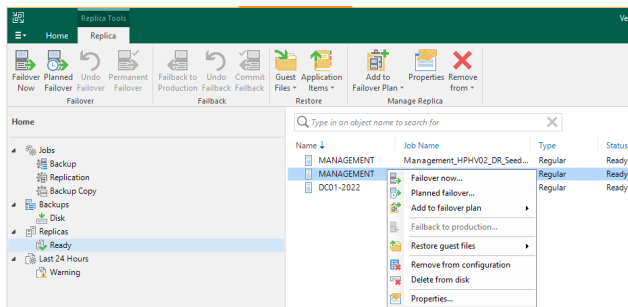 Replica Tools
Ve
Home
Replica
Failover Now
Planned Failover
Undo Failover
Permanent Failover
Failback to Production
Undo Failback
Commit Failback
Guest Files
Application Items
Add to Failover Plan
Properties
Remove from
Failover
Failback
Restore
Manage Replica
Home
Type in an object name to search for
Jobs
Backup
Replication
Backup Copy
Backups
Disk
Replicas
Ready
Last 24 Hours
Warning
Name
Job Name
Type
Status
MANAGEMENT Management_HPHV02_DR_Seed... Regular Ready
MANAGEMENT Regular Ready
DC01-2022 Regular Ready
Failover now...
Planned failover...
Add to failover plan
Failback to production...
Restore guest files
Remove from configuration
Delete from disk
Properties...